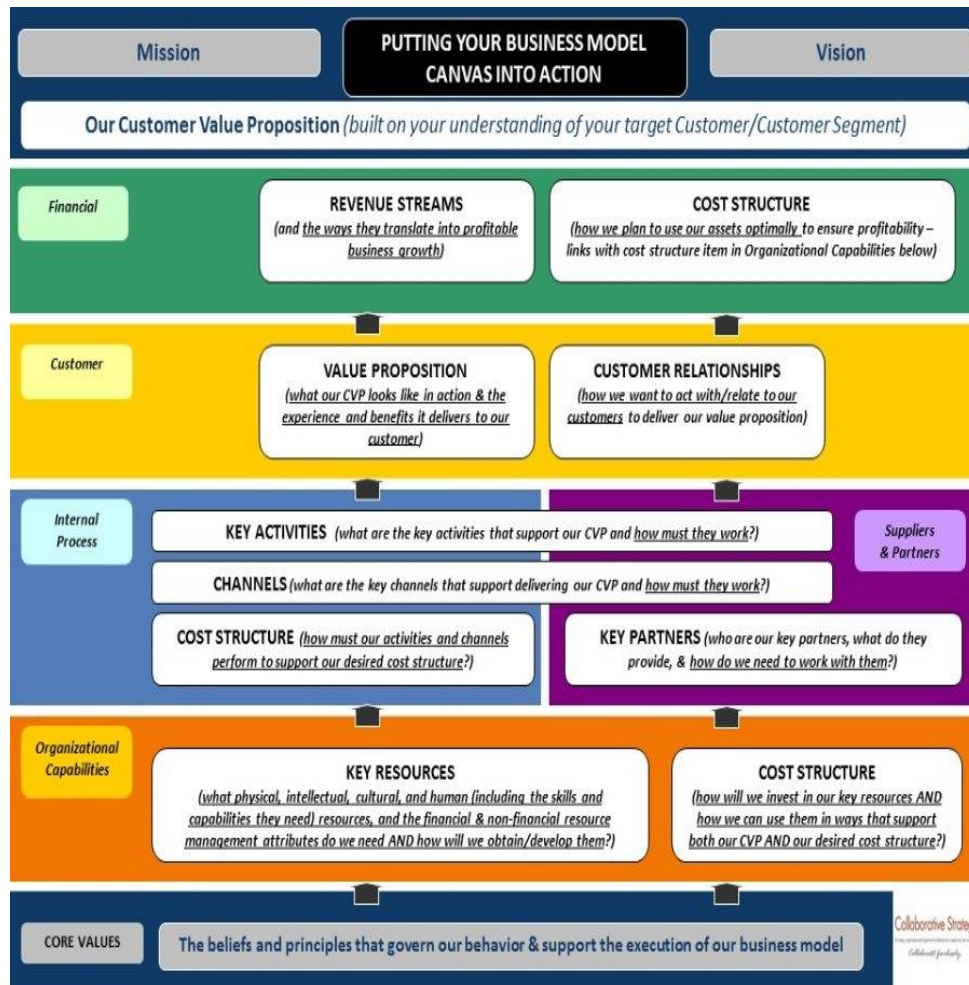 Mission
PUTTING YOUR BUSINESS MODEL
CANVAS INTO ACTION
Vision
Our Customer Value Proposition (built on your understanding of your target Customer/Customer Segment)
Financial
REVENUE STREAMS
(and the ways they translate into profitable
business growth)
COST STRUCTURE
(how we plan to use our assets optimally to ensure profitability –
links with cost structure item in Organizational Capabilities below)
Customer
VALUE PROPOSITION
(what our CVP looks like in action & the
experience and benefits it delivers to our
customer)
CUSTOMER RELATIONSHIPS
(how we want to act with/relate to our
customers to deliver our value proposition)
Internal
Process
KEY ACTIVITIES (what are the key activities that support our CVP and how must they work?)
CHANNELS (what are the key channels that support delivering our CVP and how must they work?)
COST STRUCTURE (how must our activities and channels
perform to support our desired cost structure?)
Suppliers
& Partners
KEY PARTNERS (who are our key partners, what do they
provide, & how do we need to work with them?)
Organizational
Capabilities
KEY RESOURCES
(what physical, intellectual, cultural, and human (including the skills and
capabilities they need) resources, and the financial & non-financial resource
management attributes do we need AND how will we obtain/develop them?)
COST STRUCTURE
(how will we invest in our key resources AND
how we can use them in ways that support
both our CVP AND our desired cost structure?)
CORE VALUES
The beliefs and principles that govern our behavior & support the execution of our business model
Collaborative Strate